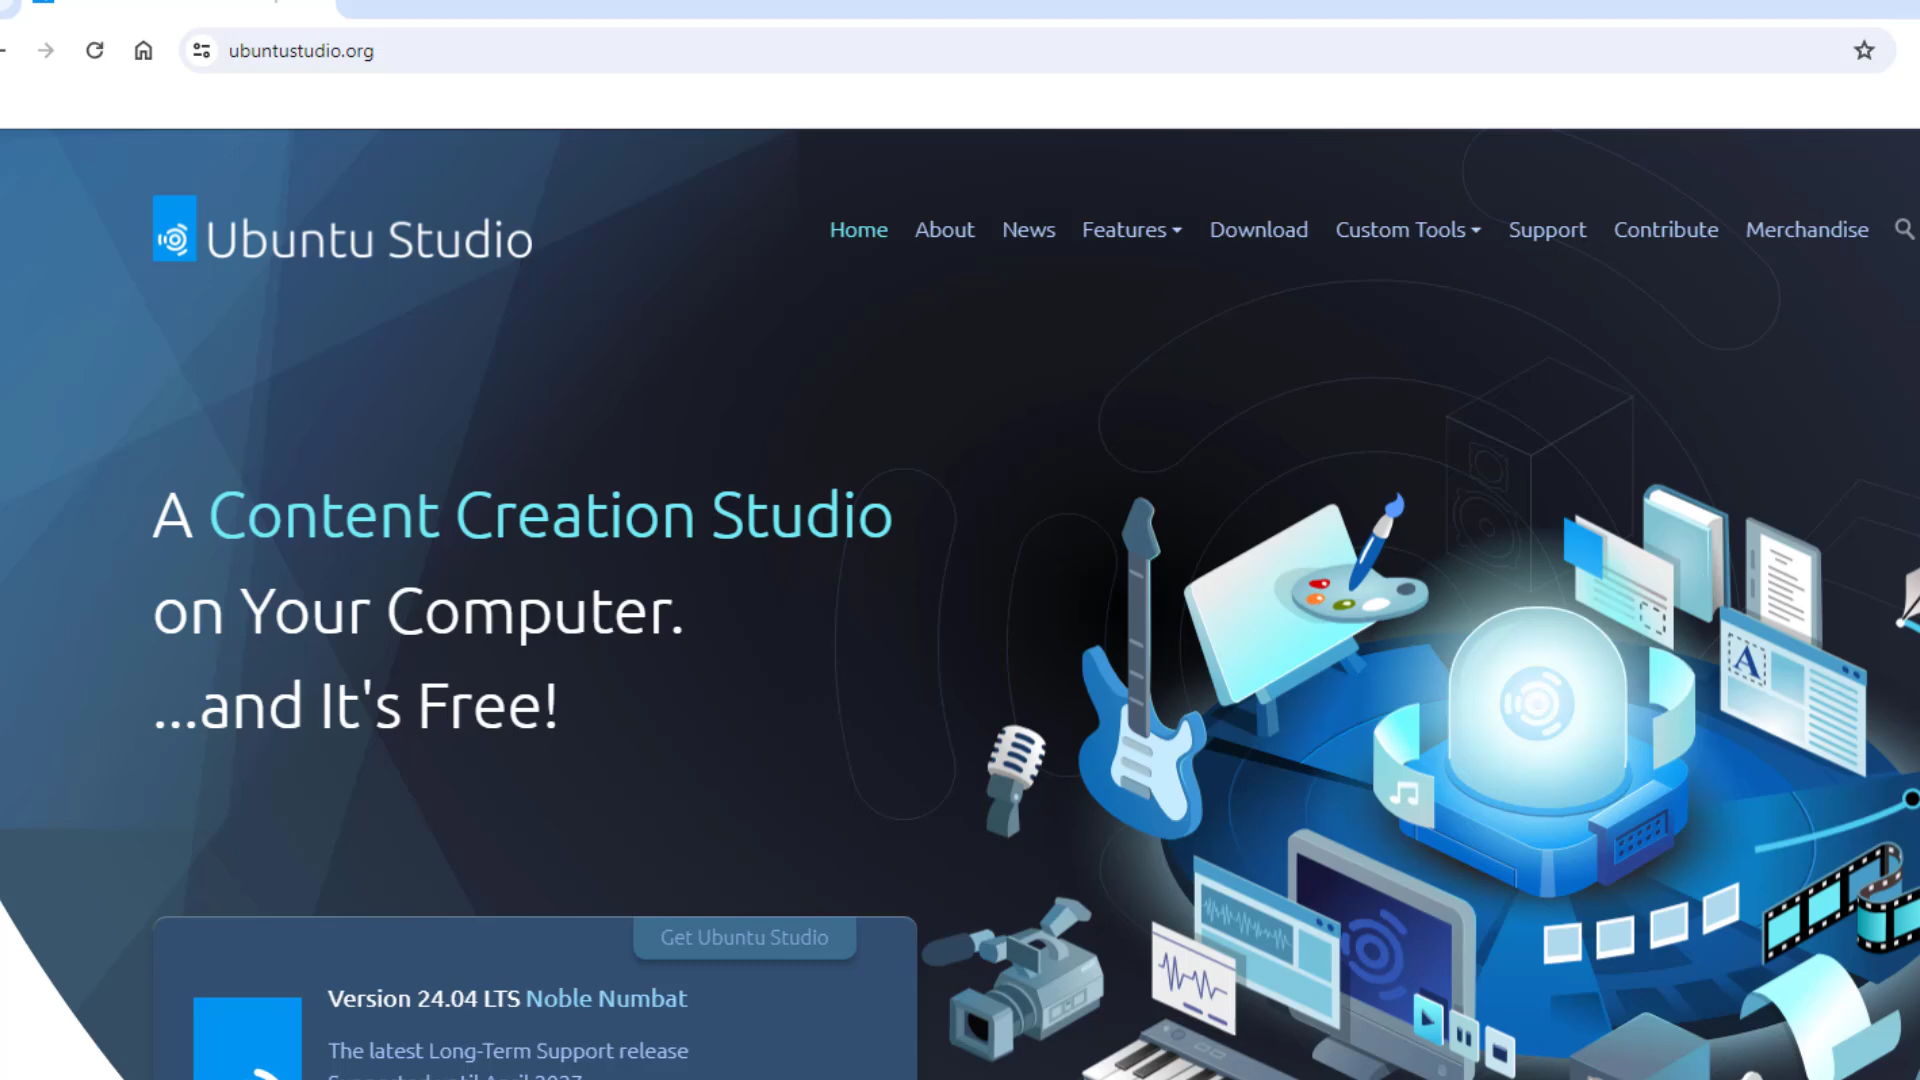 ubuntustudio.org
Ubuntu Studio
Home About News Features Download Custom Tools Support Contribute Merchandise
A Content Creation Studio
on Your Computer.
...and It's Free!
Get Ubuntu Studio
Version 24.04 LTS Noble Numbat
The latest Long-Term Support release
A